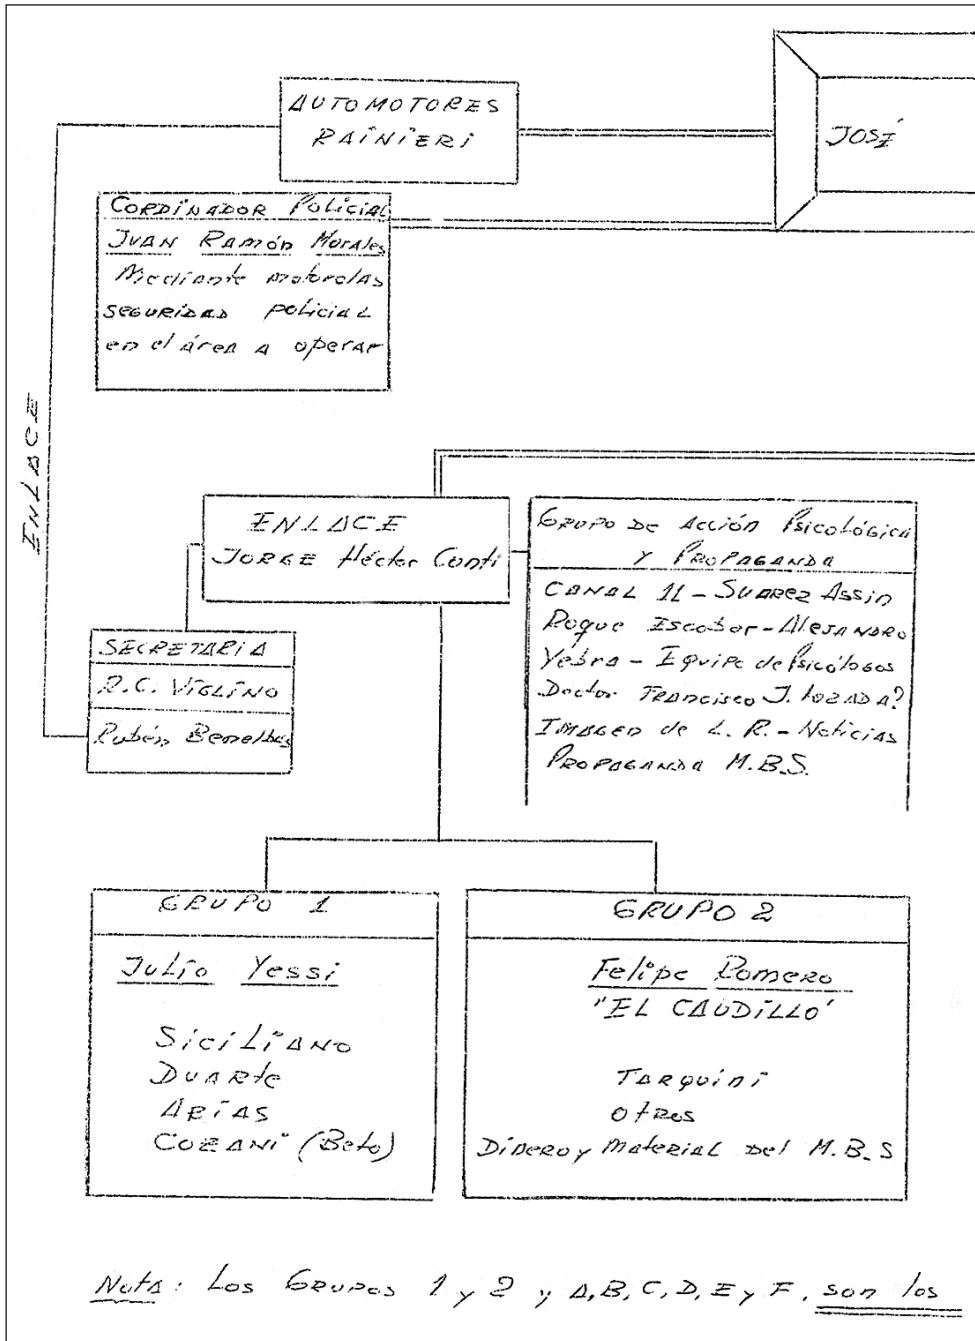 AUTOMOTORES
RAINIERI
JOSÉ
CORDINADOR POLICIAL
JUAN RAMÓN MORALES
Mediante motorolas
SEGURIDAD POLICIAL
en el área A operar
ENLACE
ENLACE
JORGE Héctor Conti
GRUPO DE ACCIÓN PSICOLÓGICA
Y PROPAGANDA
CANAL 11 - SUAREZ ASSIN
Roque Escobar - ALEJANDRO
Yebra - Equipo de Psicólogos
Doctor FRANCISCO J. LOZADA?
IMAGEN de L. R. - Noticias
PROPAGANDA M.B.S.
SECRETARIA
R.C. VIGLINO
Rubén Benelbas
GRUPO 1
Julio Yessi
SICILIANO
DUARTE
ARIAS
COZANI (Beto)
GRUPO 2
Felipe Romero
"EL CAUDILLO"
TARQUINI
OTROS
Dinero y Material del M.B.S
Nota: Los GRUPOS 1 y 2 y A, B, C, D, E y F, son los